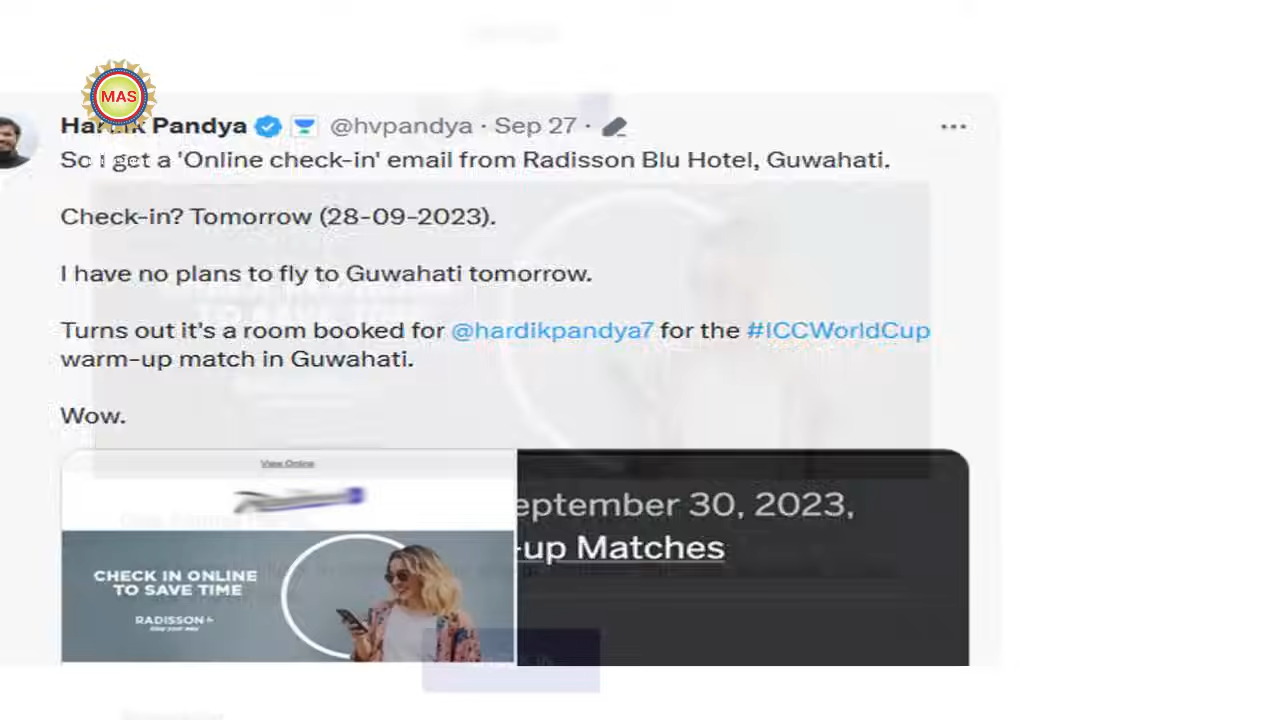 MAS
Hardik Pandya @hvpandya · Sep 27 ·
So I get a 'Online check-in' email from Radisson Blu Hotel, Guwahati.
Check-in? Tomorrow (28-09-2023).
I have no plans to fly to Guwahati tomorrow.
Turns out it's a room booked for @hardikpandya7 for the #ICCWorldCup
warm-up match in Guwahati.
Wow.
View Online
CHECK IN ONLINE
TO SAVE TIME
RADISSON
eptember 30, 2023,
-up Matches